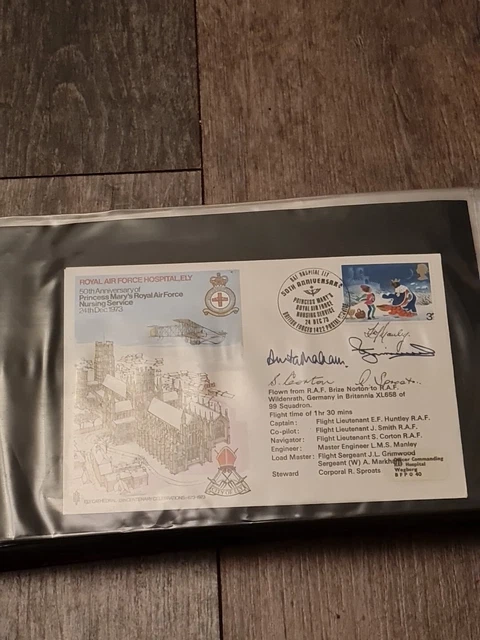 ROYAL AIR FORCE HOSPITAL, ELY
50th Anniversary of
Princess Mary's Royal Air Force
Nursing Service
24th Dec 1973
RAF HOSPITAL ELY
50TH ANNIVERSARY
PRINCESS MARY'S
ROYAL AIR FORCE
NURSING SERVICE
24 DEC 73
BRITISH FORCES 1422 POSTAL
3p
S. Corton R Sproats
Flown from R.A.F. Brize Norton to R.A.F.
Wildenrath, Germany in Britannia XL658 of
99 Squadron.
Flight time of 1hr 30 mins
Captain: Flight Lieutenant E.F. Huntley R.A.F.
Co-pilot: Flight Lieutenant J. Smith R.A.F.
Navigator: Flight Lieutenant S. Corton R.A.F.
Engineer: Master Engineer L.M.S. Manley
Load Master: Flight Sergeant J.L. Grimwood
Sergeant (W) A. Markham
Steward Corporal R. Sproats
Officer Commanding
RAF Hospital
Wegberg
BFPO 40